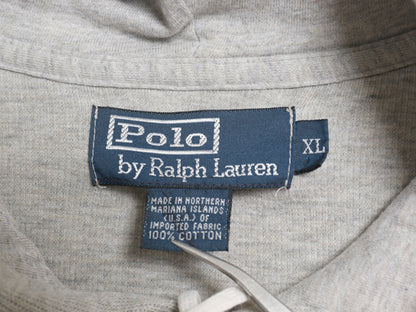 Polo
by Ralph Lauren
XL
MADE IN NORTHERN
MARIANA ISLANDS
(U.S.A.) OF
IMPORTED FABRIC
100% COTTON